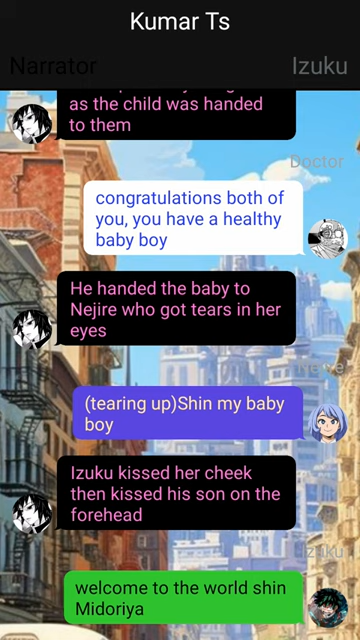 Kumar Ts
Narrator
Izuku
as the child was handed
to them
Doctor
congratulations both of
you, you have a healthy
baby boy
He handed the baby to
Nejire who got tears in her
eyes
(tearing up)Shin my baby
boy
Izuku kissed her cheek
then kissed his son on the
forehead
Izuku
welcome to the world shin
Midoriya